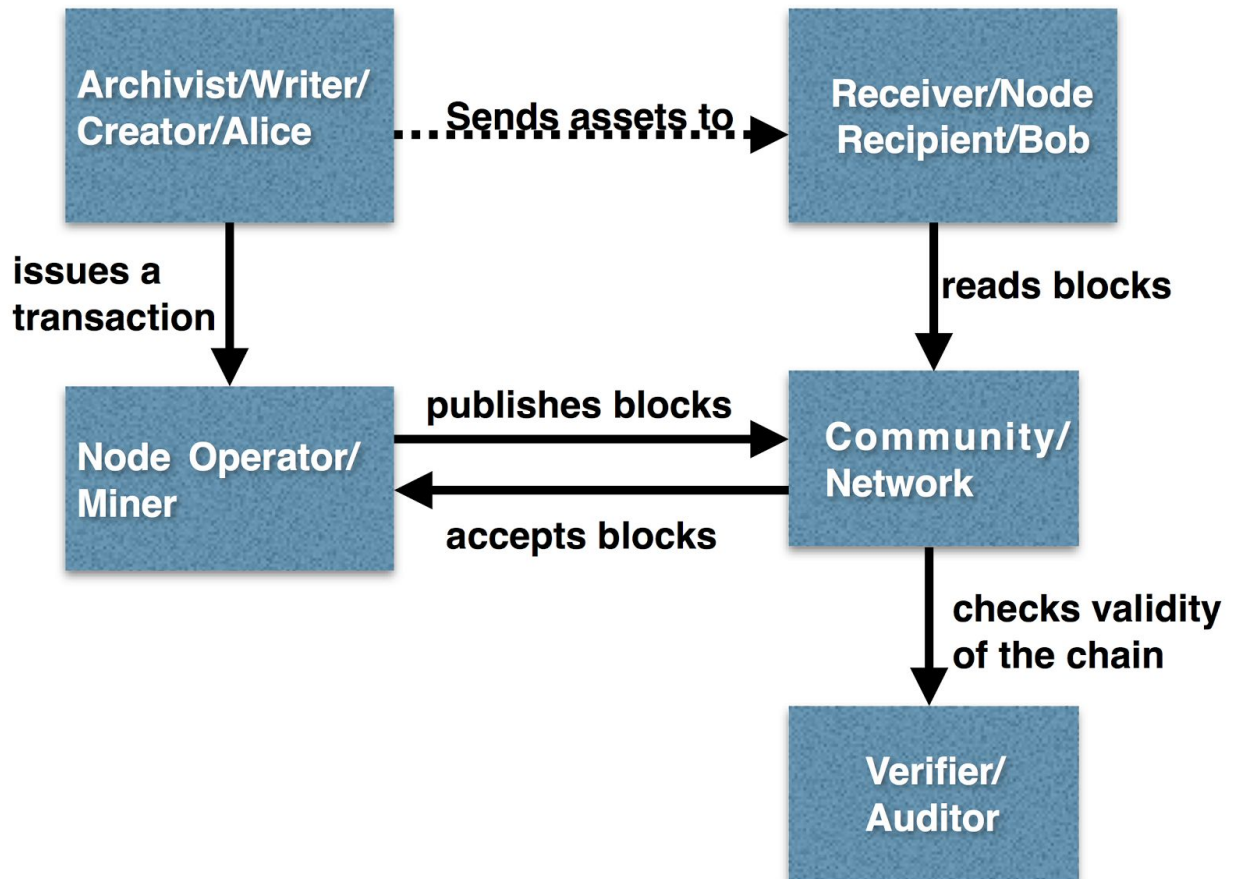 Archivist/Writer/
Creator/Alice
Sends assets to
Receiver/Node
Recipient/Bob
issues a
transaction
reads blocks
Node Operator/
Miner
publishes blocks
accepts blocks
Community/
Network
checks validity
of the chain
Verifier/
Auditor